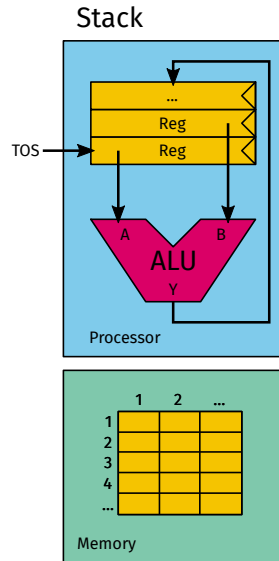 Stack
...
Reg
TOS
Reg
A
B
ALU
Y
Processor
1 2 ...
1
2
3
4
...
Memory